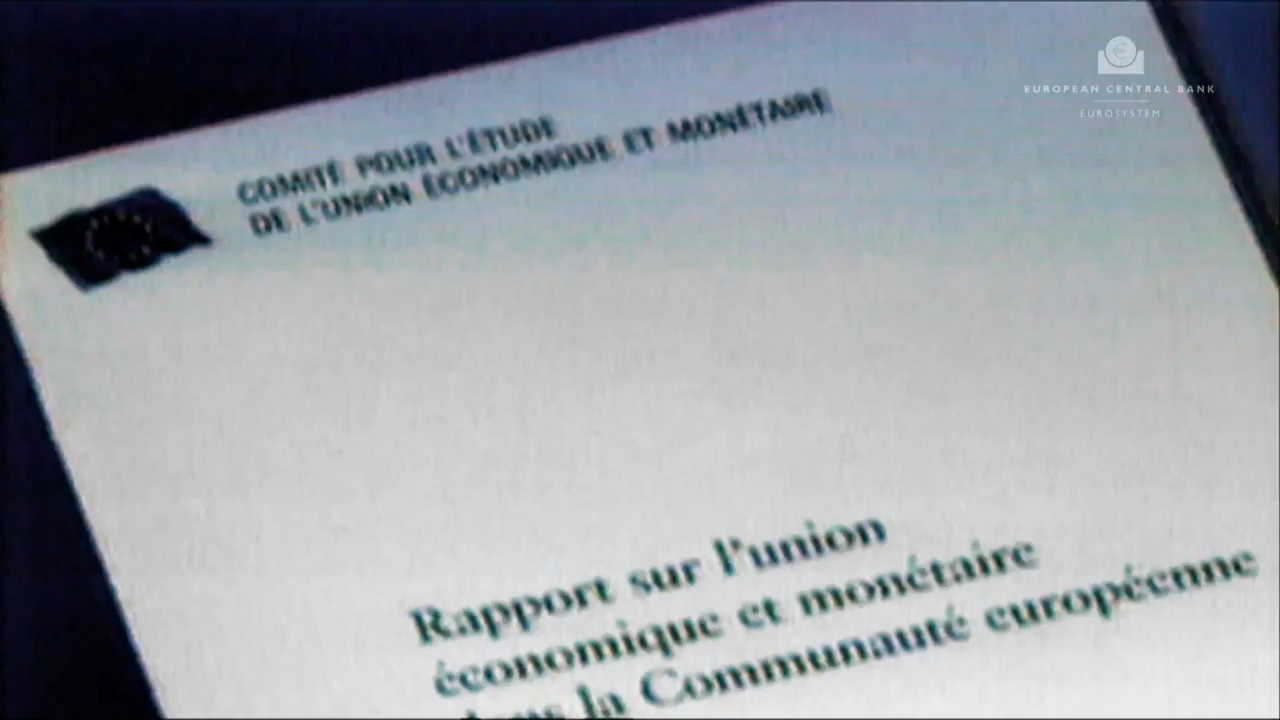 EUROPEAN CENTRAL BANK
EUROSYSTEM
COMITÉ POUR L'ÉTUDE
DE L'UNION ÉCONOMIQUE ET MONÉTAIRE
Rapport sur l'union
économique et monétaire
dans la Communauté européenne